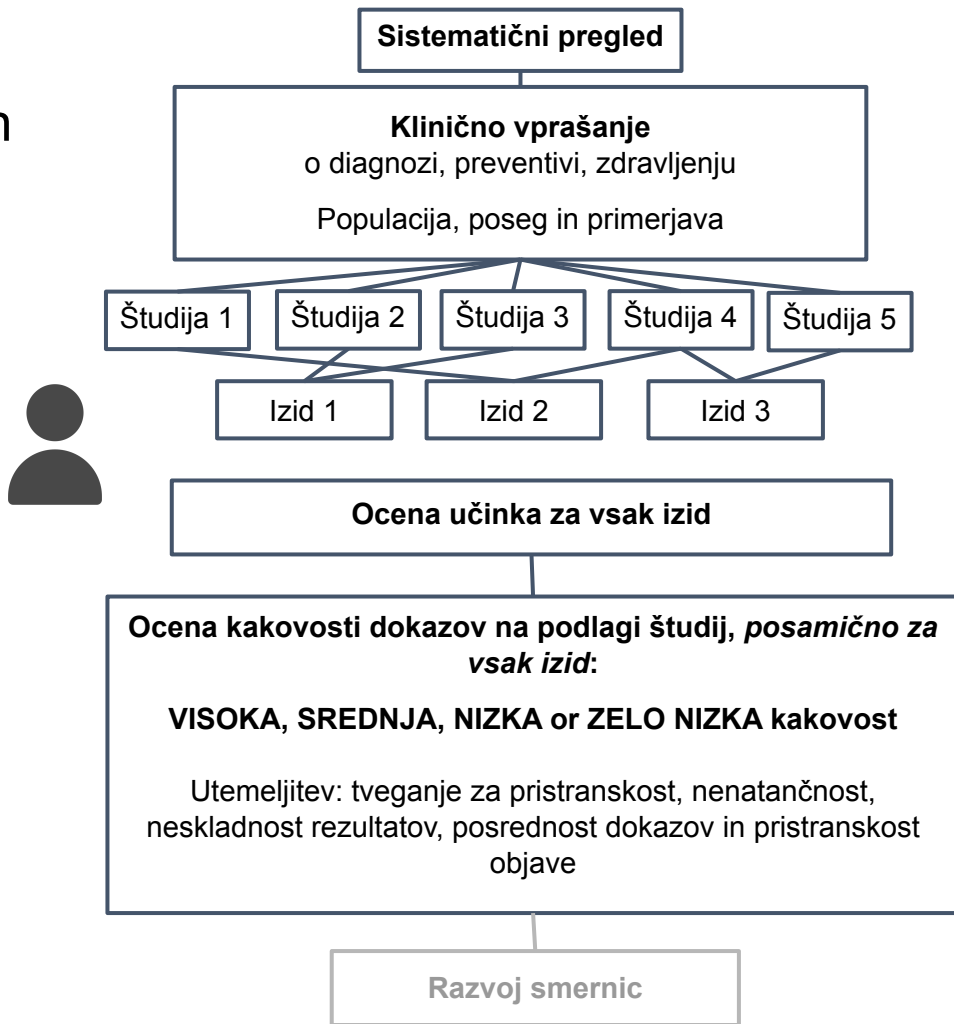 Sistematični pregled
n
Klinično vprašanje
o diagnozi, preventivi, zdravljenju
Populacija, poseg in primerjava
Študija 1
Študija 2
Študija 3
Študija 4
Študija 5
Izid 1
Izid 2
Izid 3
Ocena učinka za vsak izid
Ocena kakovosti dokazov na podlagi študij, posamično za
vsak izid:
VISOKA, SREDNJA, NIZKA or ZELO NIZKA kakovost
Utemeljitev: tveganje za pristranskost, nenatančnost,
neskladnost rezultatov, posrednost dokazov in pristranskost
objave
Razvoj smernic